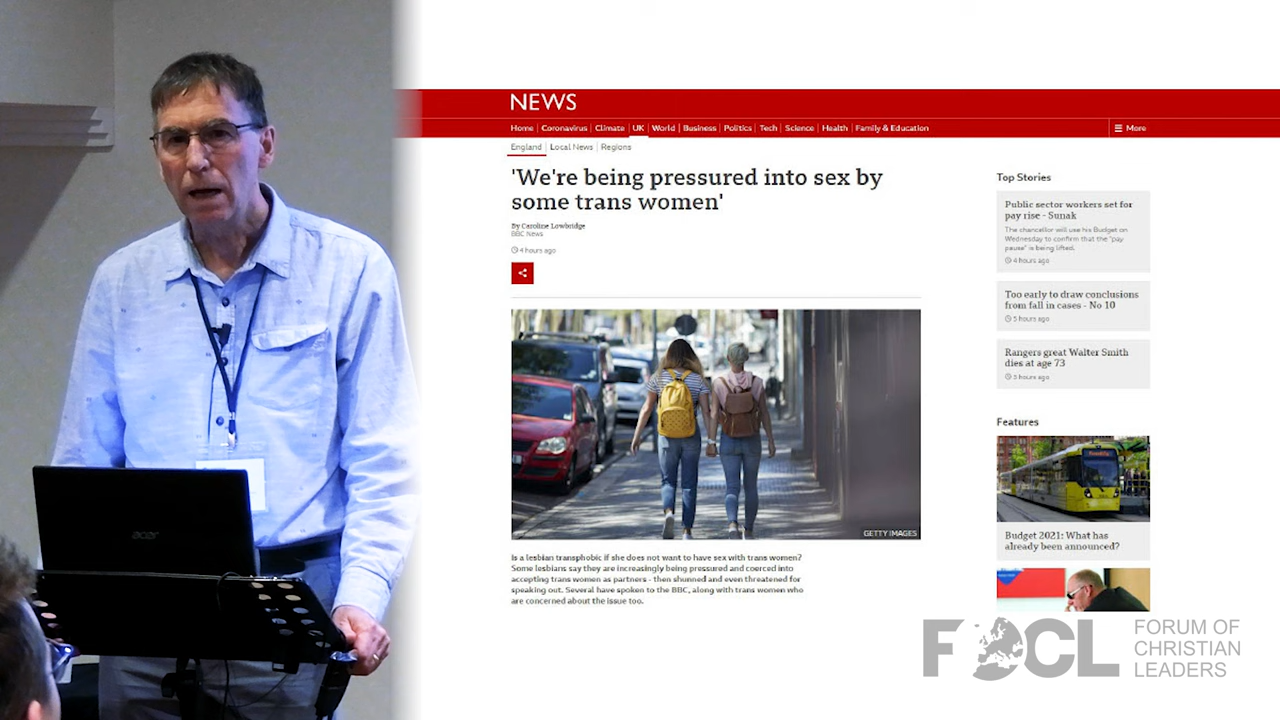 acer
NEWS
Home
Coronavirus
Climate
UK
World
Business
Politics
Tech
Science
Health
Family & Education
More
England
Local News
Regions
'We're being pressured into sex by
some trans women'
By Caroline Lowbridge
BBC News
4 hours ago
GETTY IMAGES
Is a lesbian transphobic if she does not want to have sex with trans women?
Some lesbians say they are increasingly being pressured and coerced into
accepting trans women as partners - then shunned and even threatened for
speaking out. Several have spoken to the BBC, along with trans women who
are concerned about the issue too.
Top Stories
Public sector workers set for
pay rise - Sunak
The chancellor will use his Budget on
Wednesday to confirm that the "pay
pause" is being lifted.
4 hours ago
Too early to draw conclusions
from fall in cases - No 10
5 hours ago
Rangers great Walter Smith
dies at age 73
3 hours ago
Features
Budget 2021: What has
already been announced?
FOCL
FORUM OF
CHRISTIAN
LEADERS